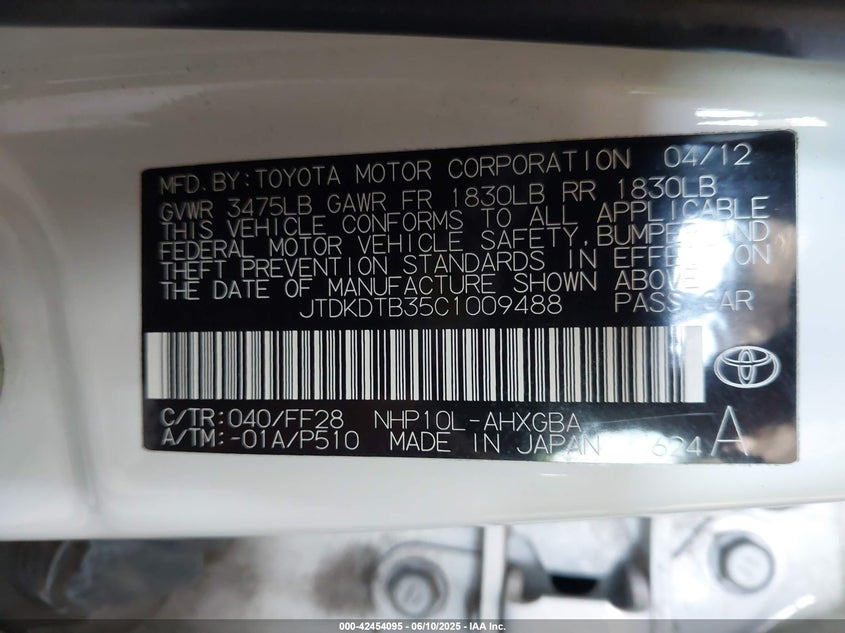 MFD. BY: TOYOTA MOTOR CORPORATION 04/12
GVWR 3475LB GAWR FR 1830LB RR 1830LB
THIS VEHICLE CONFORMS TO ALL APPLICABLE
FEDERAL MOTOR VEHICLE SAFETY, BUMPER, AND
THEFT PREVENTION STANDARDS IN EFFECT ON
THE DATE OF MANUFACTURE SHOWN ABOVE.
JTDKDTB35C1009488 PASS. CAR
C/TR: 040/FF28 NHP10L-AHXGBA
A/TM: -01A/P510 MADE IN JAPAN 624 A
000-42454095 - 06/10/2025 - IAA Inc.